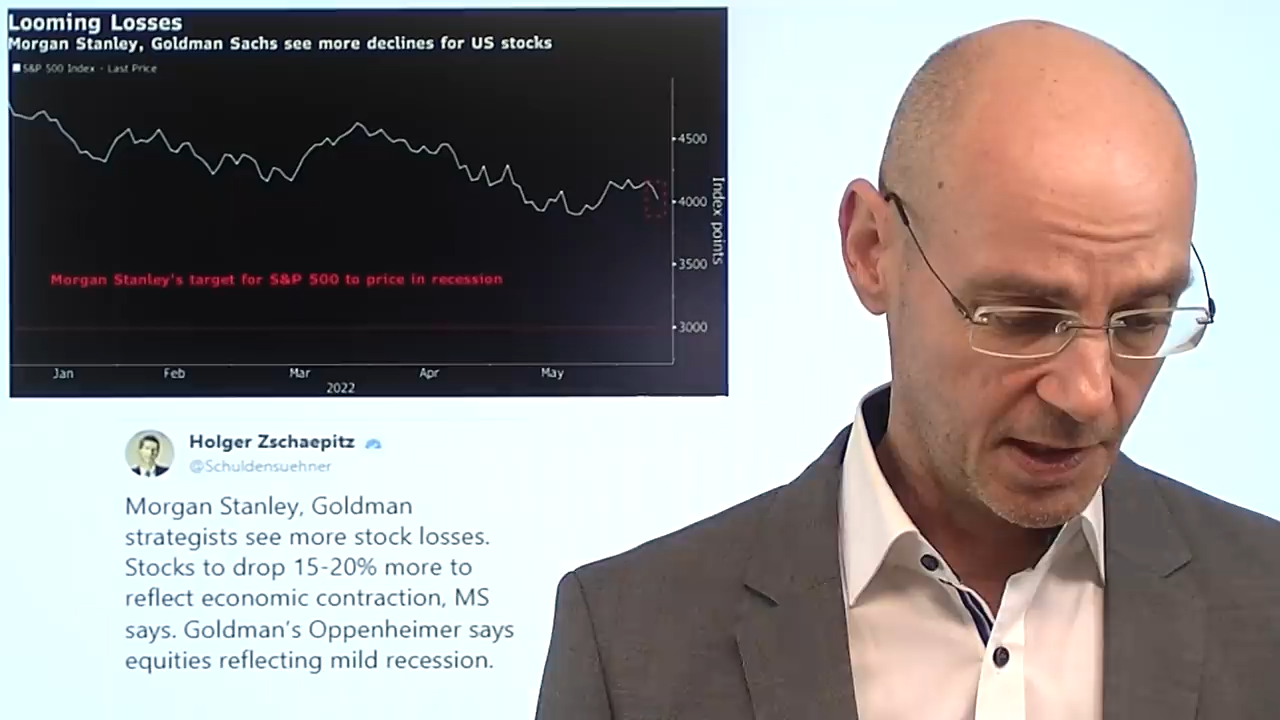 Looming Losses
Morgan Stanley, Goldman Sachs see more declines for US stocks
S&P 500 Index - Last Price
4500
4000
3500
3000
Index points
Morgan Stanley's target for S&P 500 to price in recession
Jan Feb Mar Apr May
2022
Holger Zschaepitz
@Schuldensuehner
Morgan Stanley, Goldman
strategists see more stock losses.
Stocks to drop 15-20% more to
reflect economic contraction, MS
says. Goldman's Oppenheimer says
equities reflecting mild recession.